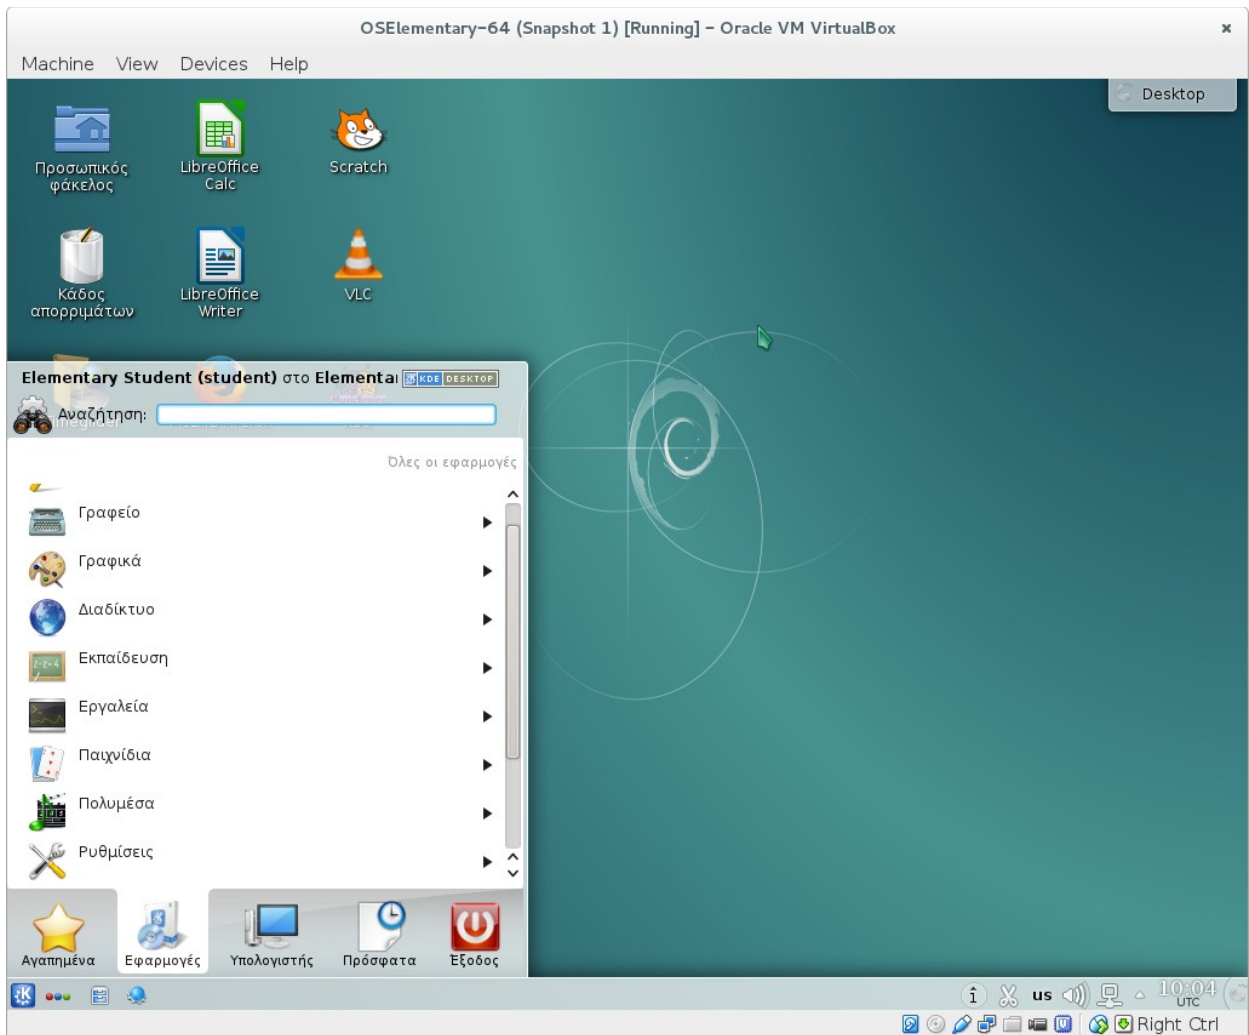 OSElementary-64 (Snapshot 1) [Running] - Oracle VM VirtualBox
Machine View Devices Help
Desktop
Προσωπικός
φάκελος
LibreOffice
Calc
Scratch
Κάδος
απορριμάτων
LibreOffice
Writer
VLC
Elementary Student (student) στο Elementa
KDE DESKTOP
Αναζήτηση:
Όλες οι εφαρμογές
Γραφείο
Γραφικά
Διαδίκτυο
Εκπαίδευση
Εργαλεία
Παιχνίδια
Πολυμέσα
Ρυθμίσεις
Αγαπημένα Εφαρμογές Υπολογιστής Πρόσφατα Έξοδος
us 10:04
UTC
Right Ctrl